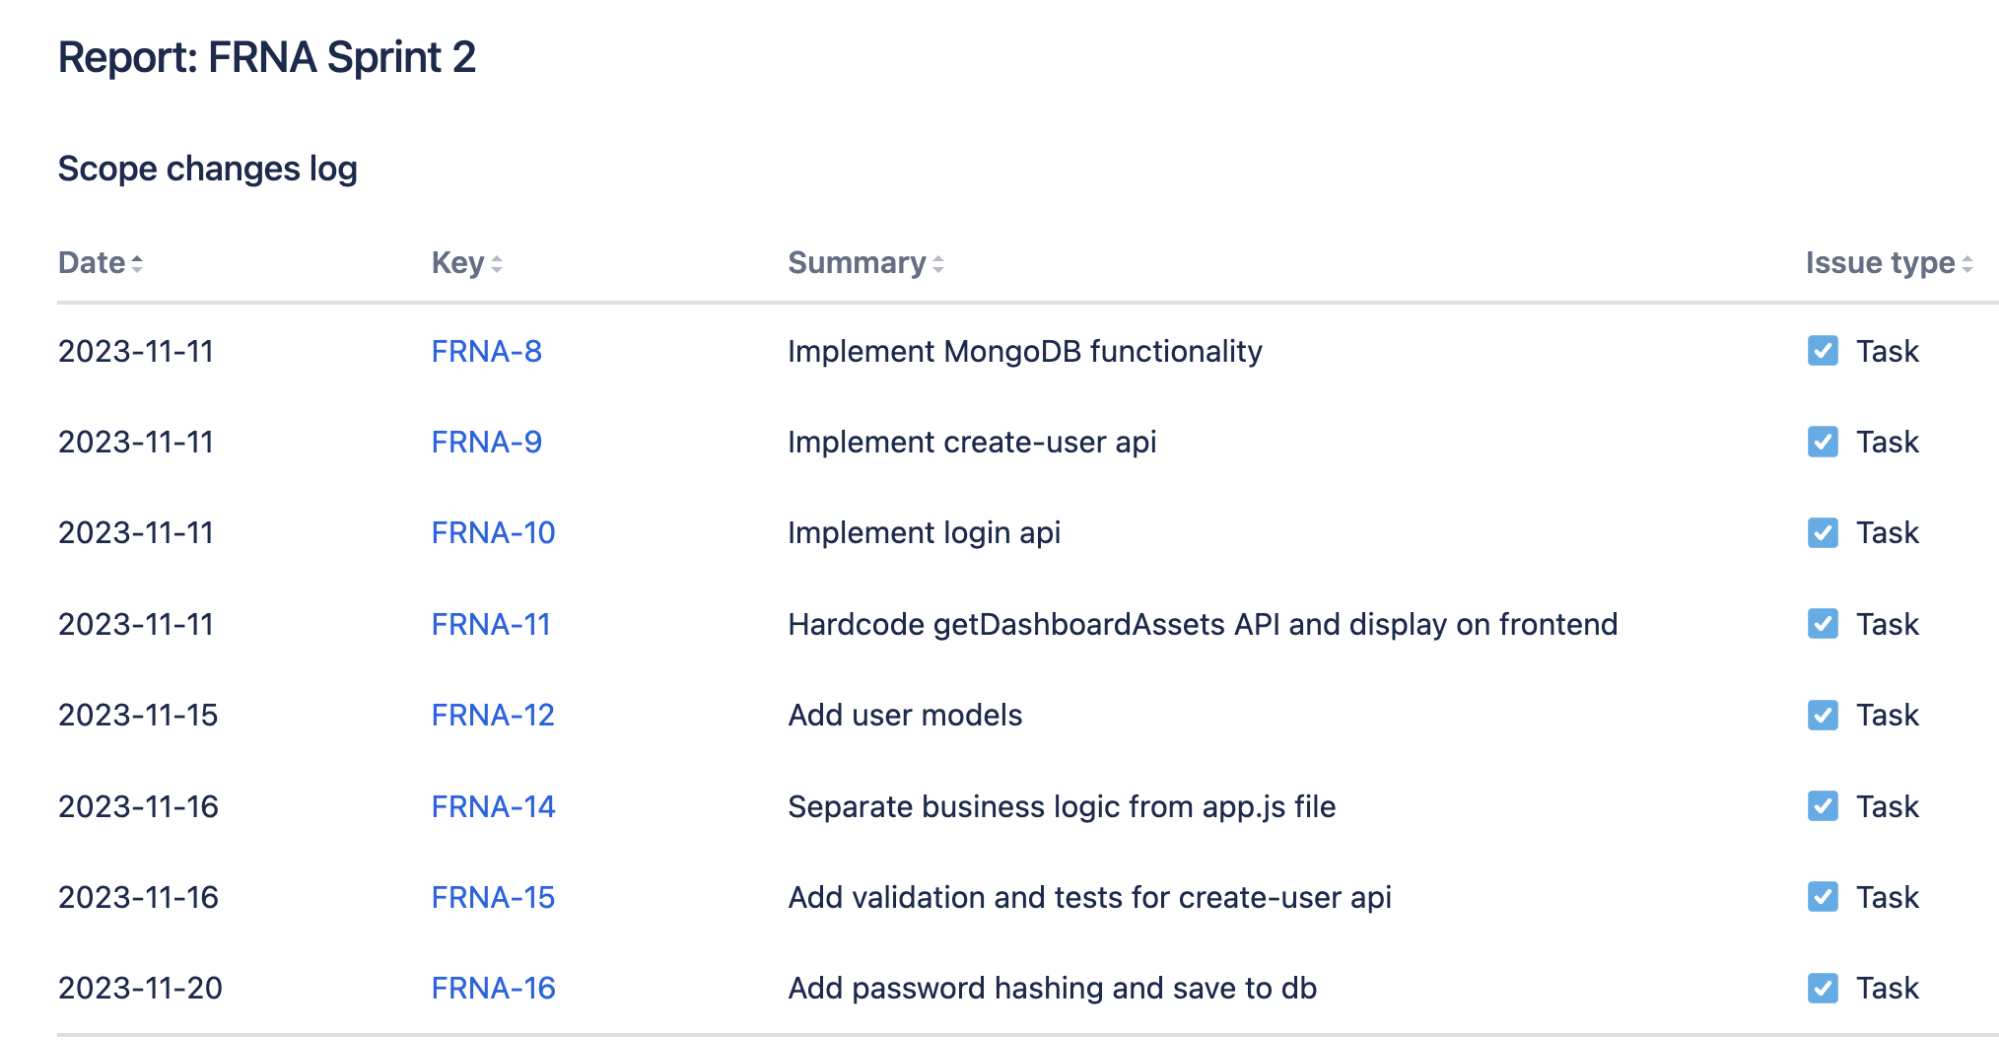 Report: FRNA Sprint 2
Scope changes log
Date Key Summary Issue type
2023-11-11 FRNA-8 Implement MongoDB functionality Task
2023-11-11 FRNA-9 Implement create-user api Task
2023-11-11 FRNA-10 Implement login api Task
2023-11-11 FRNA-11 Hardcode getDashboardAssets API and display on frontend Task
2023-11-15 FRNA-12 Add user models Task
2023-11-16 FRNA-14 Separate business logic from app.js file Task
2023-11-16 FRNA-15 Add validation and tests for create-user api Task
2023-11-20 FRNA-16 Add password hashing and save to db Task